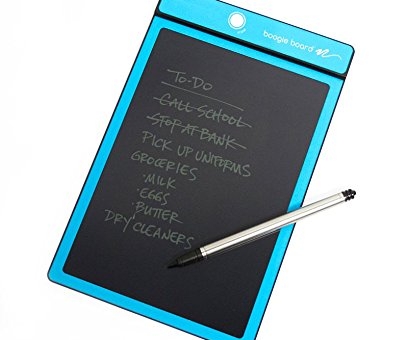 boogie board
TO-DO
CALL SCHOOL
STOP AT BANK
PICK UP UNIFORMS
GROCERIES
· MILK
· EGGS
· BUTTER
DRY CLEANERS